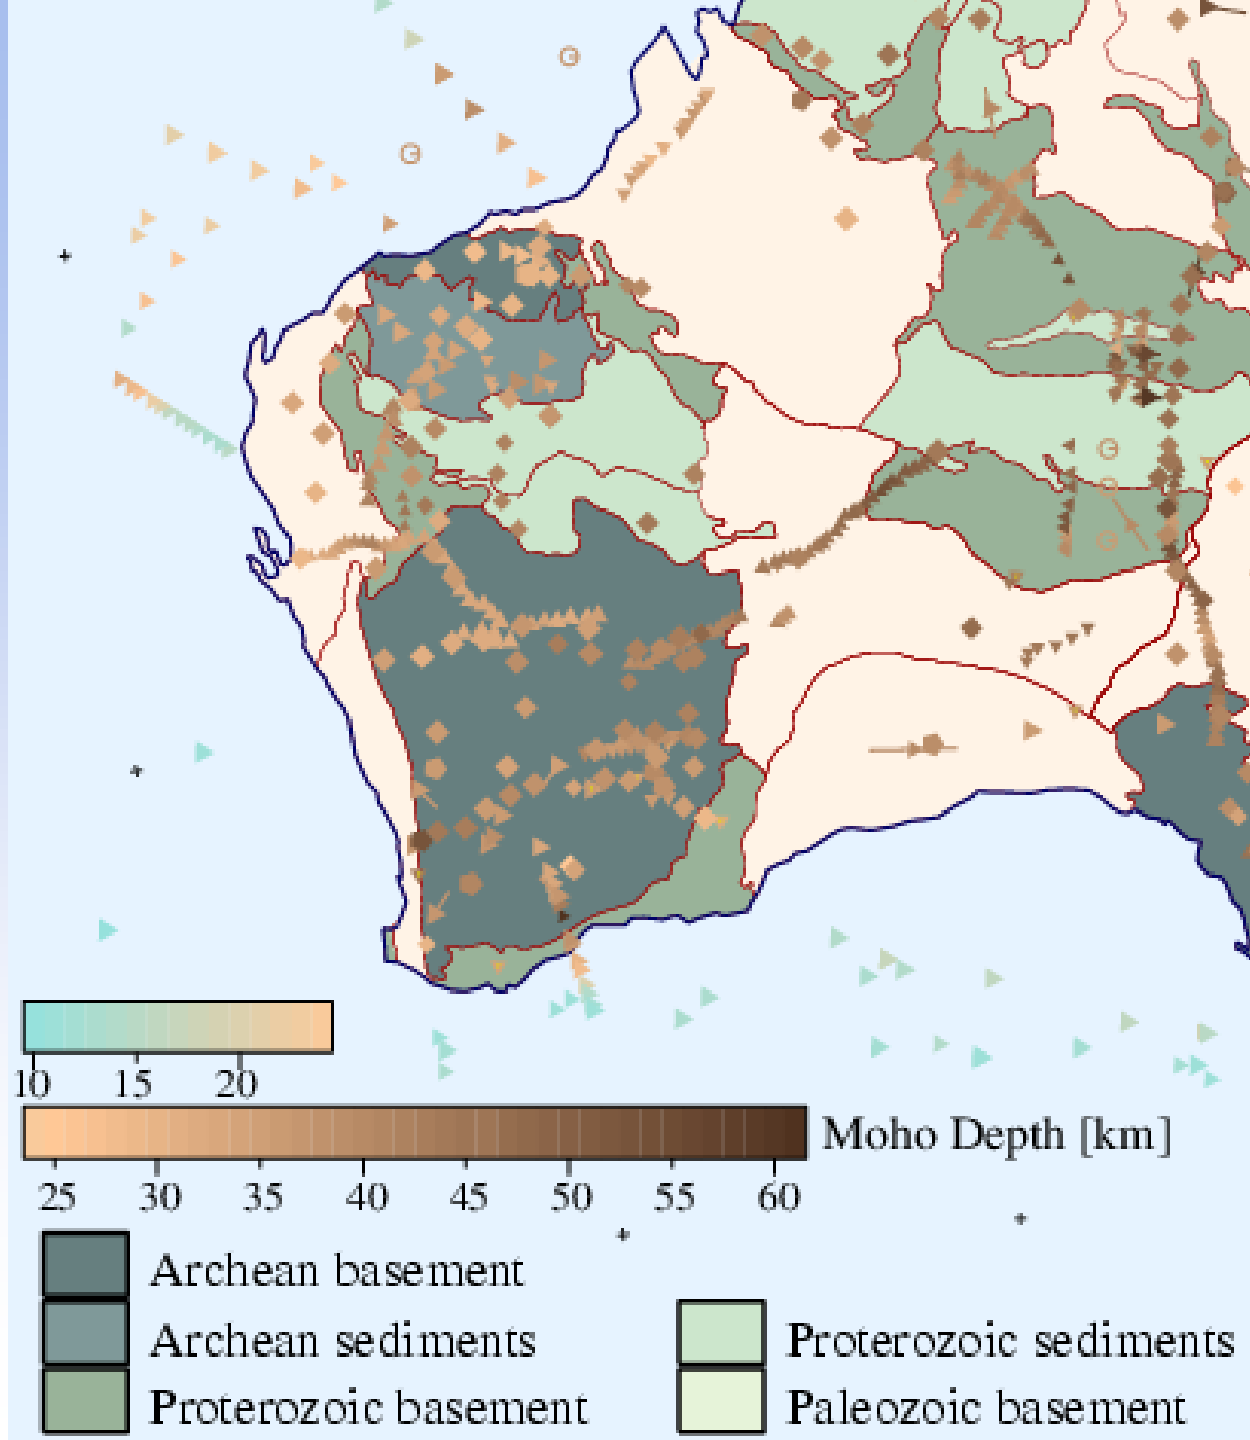 10 15 20
Moho Depth [km]
25 30 35 40 45 50 55 60
Archean basement
Archean sediments
Proterozoic sediments
Proterozoic basement
Paleozoic basement